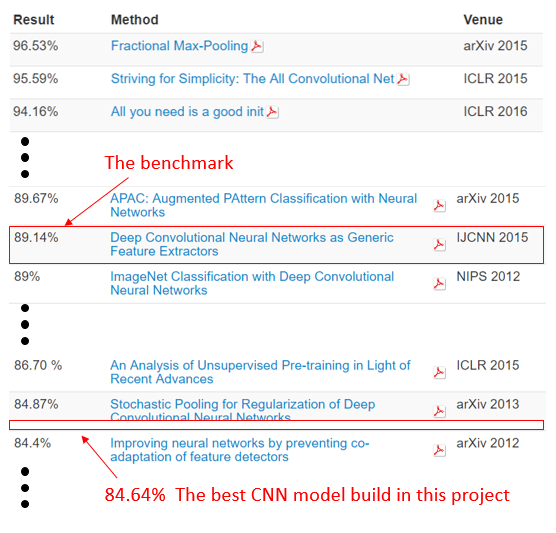 Result Method Venue
96.53% Fractional Max-Pooling arXiv 2015
95.59% Striving for Simplicity: The All Convolutional Net ICLR 2015
94.16% All you need is a good init ICLR 2016
The benchmark
89.67% APAC: Augmented PAttern Classification with Neural arXiv 2015
Networks
89.14% Deep Convolutional Neural Networks as Generic IJCNN 2015
Feature Extractors
89% ImageNet Classification with Deep Convolutional NIPS 2012
Neural Networks
86.70 % An Analysis of Unsupervised Pre-training in Light of ICLR 2015
Recent Advances
84.87% Stochastic Pooling for Regularization of Deep arXiv 2013
Convolutional Neural Networks
84.4% Improving neural networks by preventing co- arXiv 2012
adaptation of feature detectors
84.64% The best CNN model build in this project